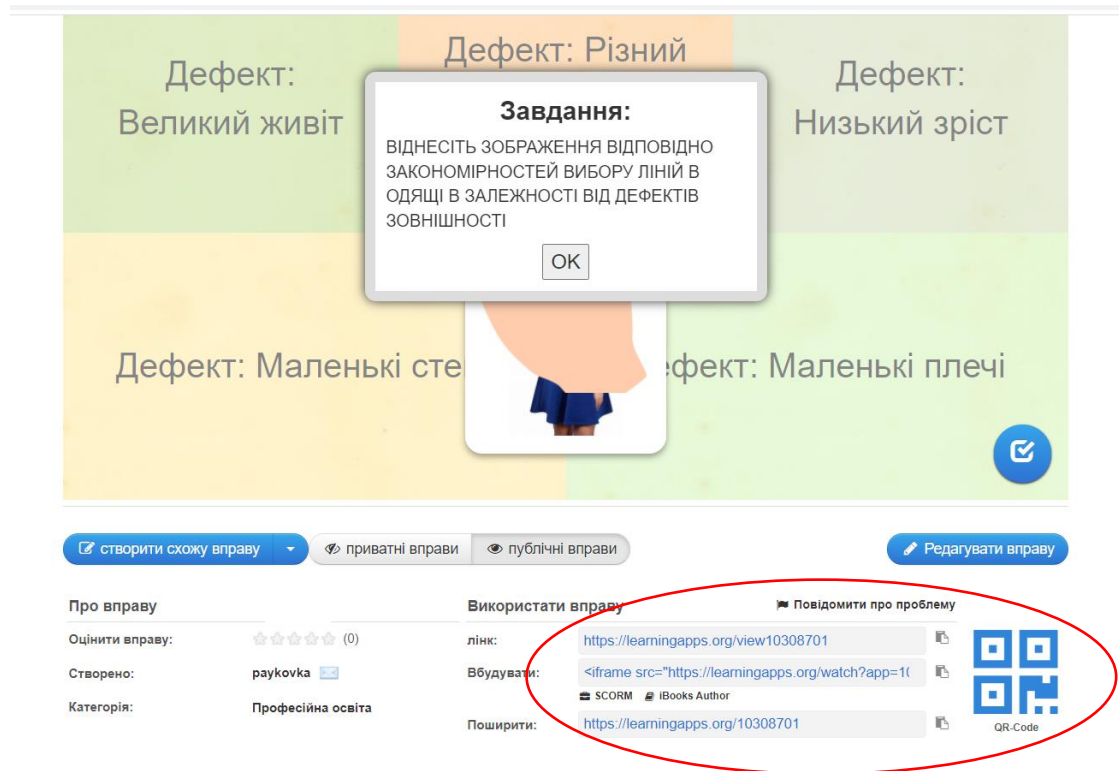 Дефект:
Великий живіт
Дефект: Різний
Дефект:
Низький зріст
Завдання:
ВІДНЕСІТЬ ЗОБРАЖЕННЯ ВІДПОВІДНО
ЗАКОНОМІРНОСТЕЙ ВИБОРУ ЛІНІЙ В
ОДЯЩІ В ЗАЛЕЖНОСТІ ВІД ДЕФЕКТІВ
ЗОВНІШНОСТІ
OK
Дефект: Маленькі сте
ефект: Маленькі плечі
створити схожу вправу
приватні вправи
публічні вправи
Редагувати вправу
Про вправу
Оцінити вправу: (0)
Створено: paykovka
Категорія: Професійна освіта
Використати вправу
Повідомити про проблему
лінк: https://learningapps.org/view10308701
Вбудувати: <iframe src="https://learningapps.org/watch?app=1(
SCORM iBooks Author
Поширити: https://learningapps.org/10308701
QR-Code